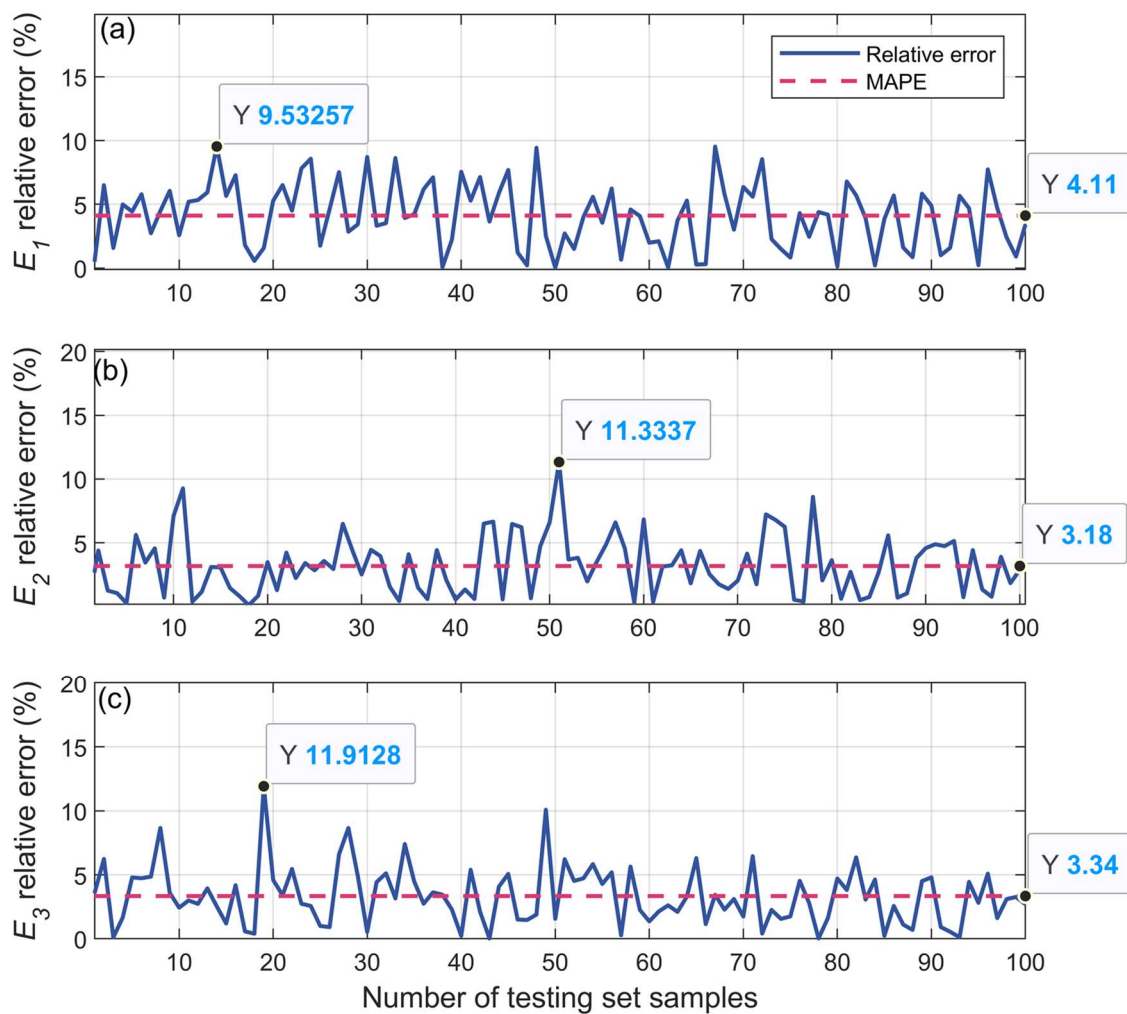 (a)
E1 relative error (%)
15
10
5
0
Relative error
MAPE
Y 9.53257
Y 4.11
10 20 30 40 50 60 70 80 90 100
(b)
E2 relative error (%)
20
15
10
5
Y 11.3337
Y 3.18
10 20 30 40 50 60 70 80 90 100
(c)
E3 relative error (%)
20
15
10
5
0
Y 11.9128
Y 3.34
10 20 30 40 50 60 70 80 90 100
Number of testing set samples